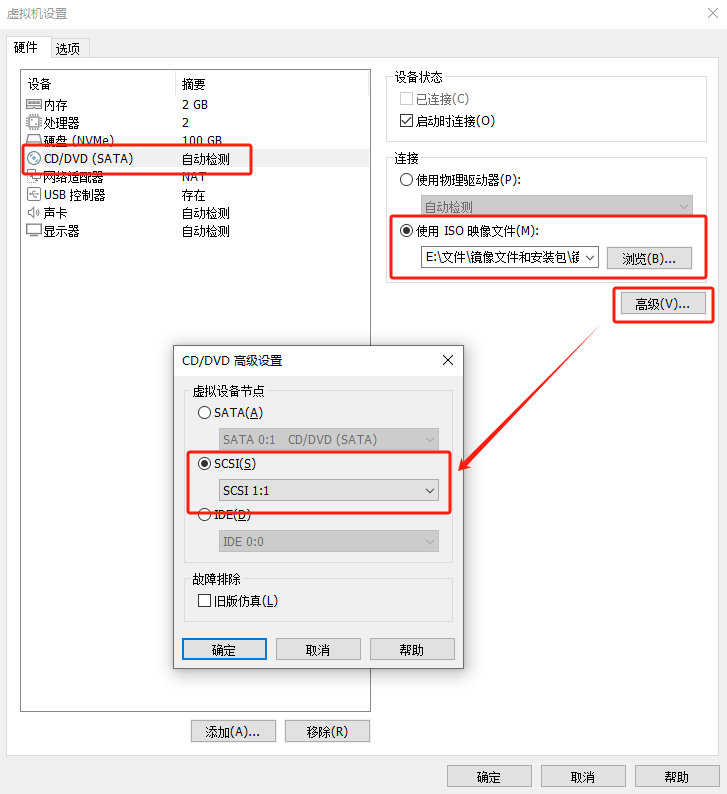 虚拟机设置
硬件 选项
设备 摘要
内存 2 GB
处理器 2
硬盘 (NVMe) 100 GB
CD/DVD (SATA) 自动检测
网络适配器 NAT
USB 控制器 存在
声卡 自动检测
显示器 自动检测
添加(A)... 移除(R)
设备状态
已连接(C)
启动时连接(O)
连接
使用物理驱动器(P):
自动检测
使用 ISO 映像文件(M):
E:\文件\镜像文件和安装包\镜 浏览(B)...
高级(V)...
CD/DVD 高级设置
虚拟设备节点
SATA(A)
SATA 0:1 CD/DVD (SATA)
SCSI(S)
SCSI 1:1
IDE(D)
IDE 0:0
故障排除
旧版仿真(L)
确定 取消 帮助
确定 取消 帮助